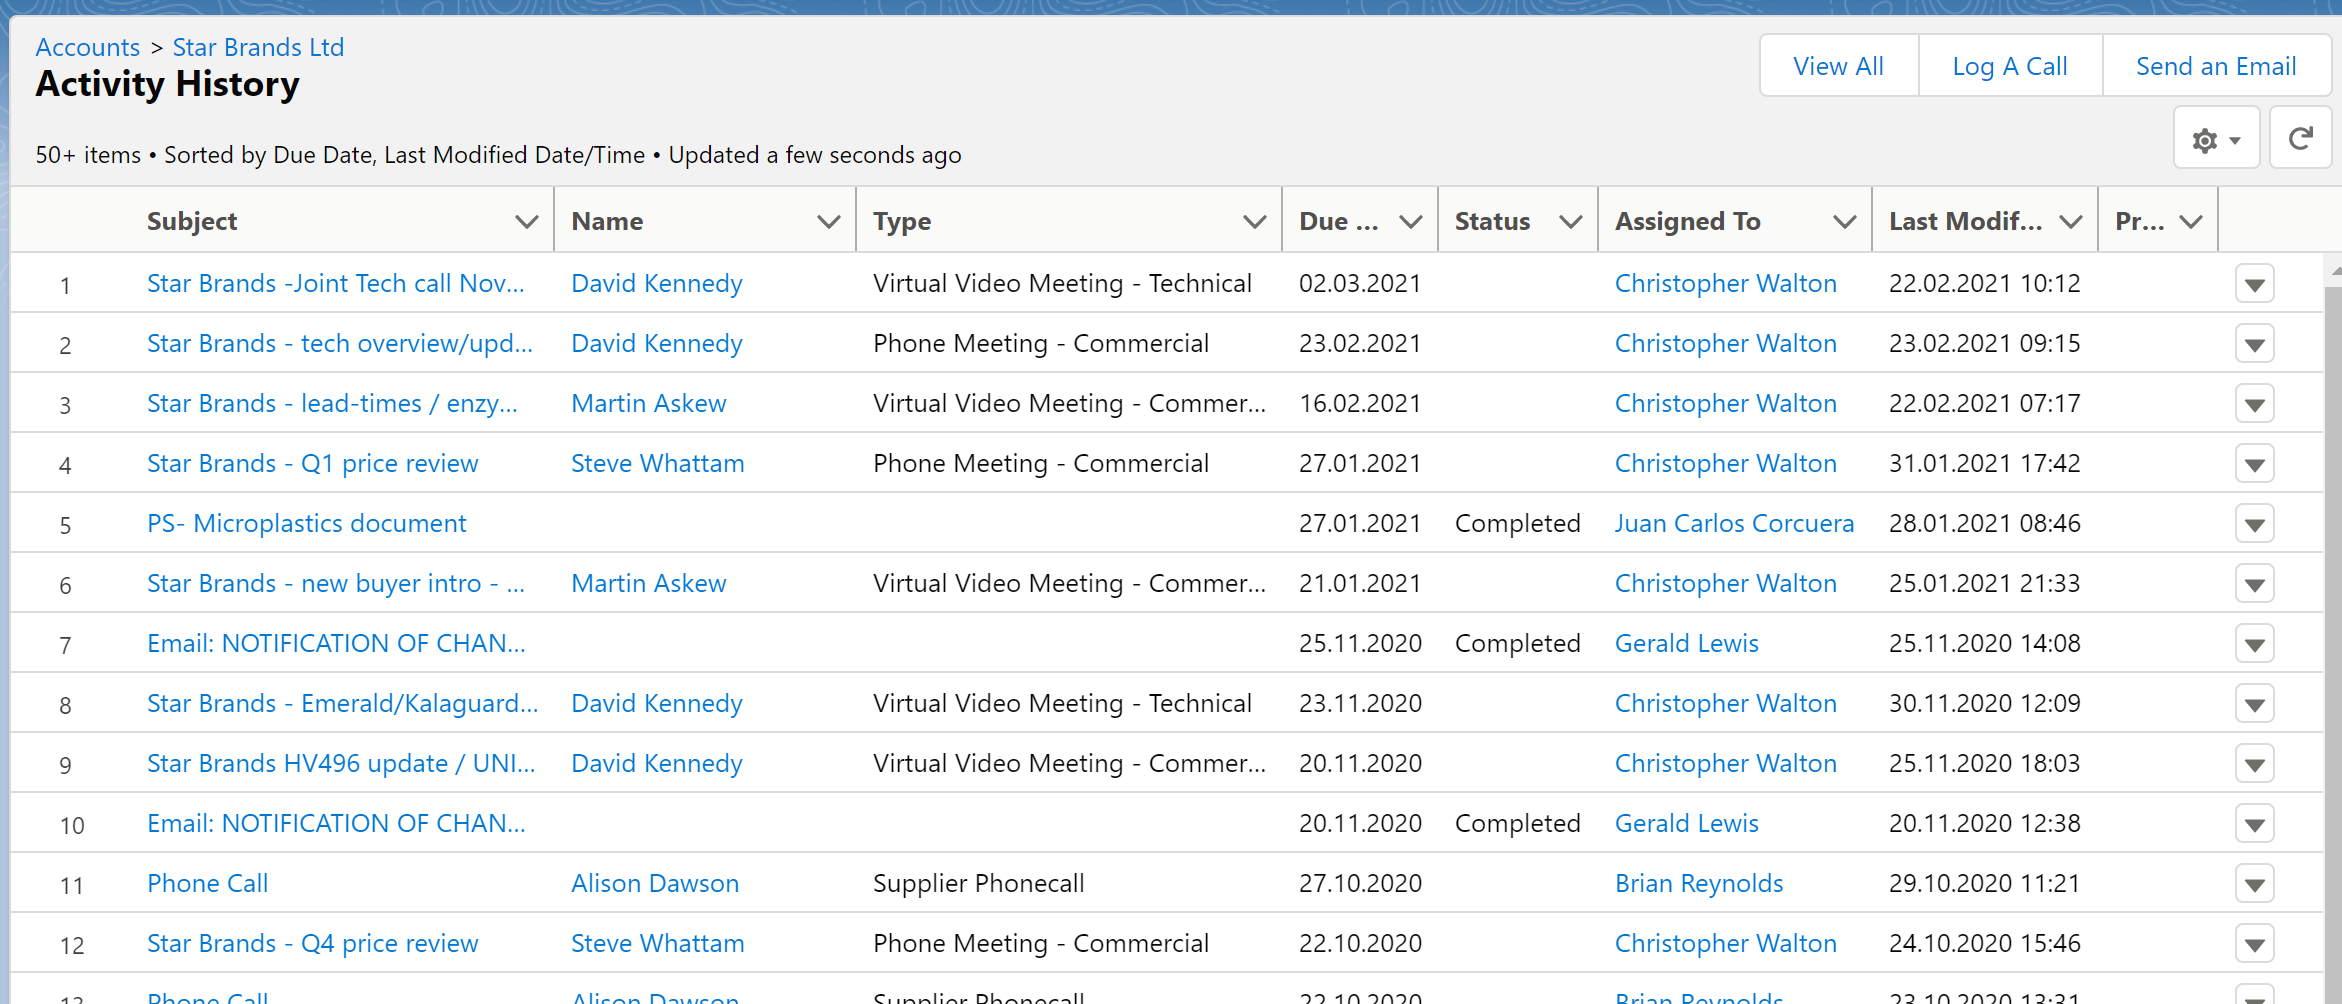 Accounts > Star Brands Ltd
Activity History
View All Log A Call Send an Email
50+ items • Sorted by Due Date, Last Modified Date/Time • Updated a few seconds ago
Subject Name Type Due ... Status Assigned To Last Modif... Pr...
1 Star Brands -Joint Tech call Nov... David Kennedy Virtual Video Meeting - Technical 02.03.2021 Christopher Walton 22.02.2021 10:12
2 Star Brands - tech overview/upd... David Kennedy Phone Meeting - Commercial 23.02.2021 Christopher Walton 23.02.2021 09:15
3 Star Brands - lead-times / enzy... Martin Askew Virtual Video Meeting - Commer... 16.02.2021 Christopher Walton 22.02.2021 07:17
4 Star Brands - Q1 price review Steve Whattam Phone Meeting - Commercial 27.01.2021 Christopher Walton 31.01.2021 17:42
5 PS- Microplastics document 27.01.2021 Completed Juan Carlos Corcuera 28.01.2021 08:46
6 Star Brands - new buyer intro - ... Martin Askew Virtual Video Meeting - Commer... 21.01.2021 Christopher Walton 25.01.2021 21:33
7 Email: NOTIFICATION OF CHAN... 25.11.2020 Completed Gerald Lewis 25.11.2020 14:08
8 Star Brands - Emerald/Kalaguard... David Kennedy Virtual Video Meeting - Technical 23.11.2020 Christopher Walton 30.11.2020 12:09
9 Star Brands HV496 update / UNI... David Kennedy Virtual Video Meeting - Commer... 20.11.2020 Christopher Walton 25.11.2020 18:03
10 Email: NOTIFICATION OF CHAN... 20.11.2020 Completed Gerald Lewis 20.11.2020 12:38
11 Phone Call Alison Dawson Supplier Phonecall 27.10.2020 Brian Reynolds 29.10.2020 11:21
12 Star Brands - Q4 price review Steve Whattam Phone Meeting - Commercial 22.10.2020 Christopher Walton 24.10.2020 15:46
13 Phone Call Alison Dawson Supplier Phonecall 22.10.2020 Brian Reynolds 23.10.2020 13:31